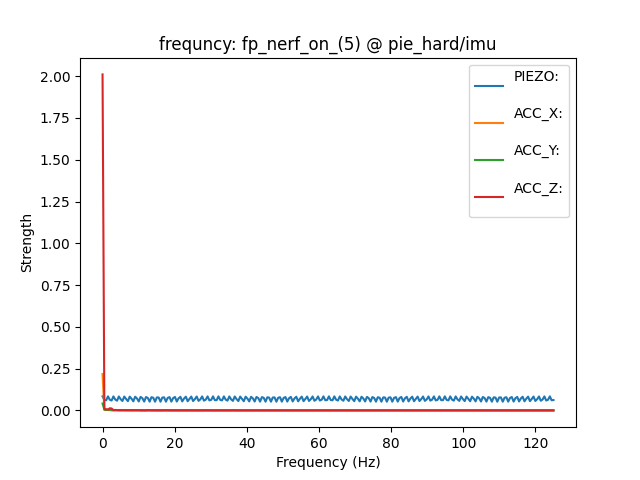 frequncy: fp_nerf_on_(5) @ pie_hard/imu
2.00
1.75
1.50
1.25
1.00
0.75
0.50
0.25
0.00
Strength
PIEZO:
ACC_X:
ACC_Y:
ACC_Z:
0 20 40 60 80 100 120
Frequency (Hz)